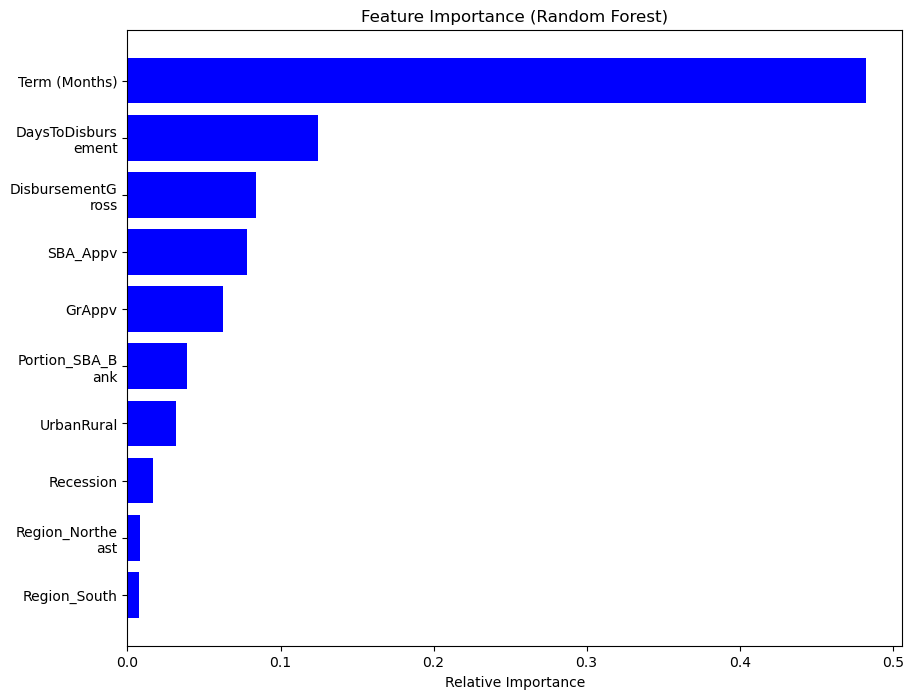 Feature Importance (Random Forest)
Term (Months)
DaysToDisburs
ement
DisbursementG
ross
SBA_Appv
GrAppv
Portion_SBA_B
ank
UrbanRural
Recession
Region_Northe
ast
Region_South
0.0 0.1 0.2 0.3 0.4 0.5
Relative Importance